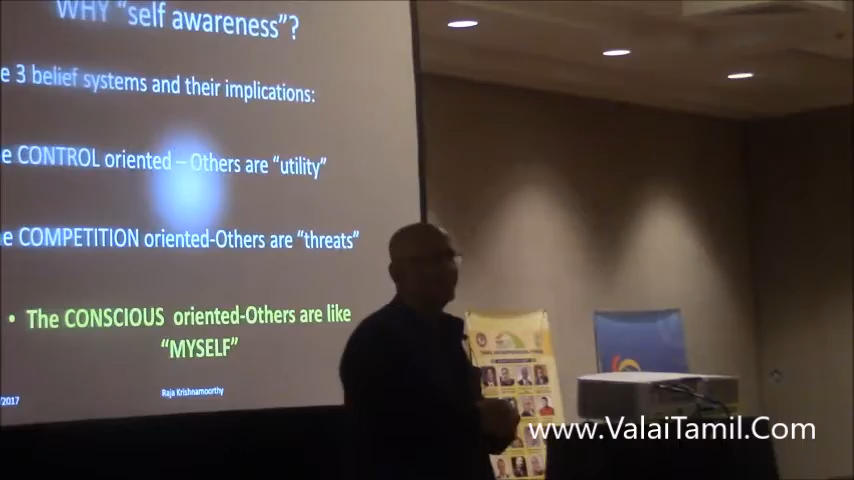 WHY "self awareness"?
e 3 belief systems and their implications:
e CONTROL oriented – Others are "utility"
e COMPETITION oriented-Others are "threats"
• The CONSCIOUS oriented-Others are like
"MYSELF"
/2017
Raja Krishnamoorthy
www.ValaiTamil.Com